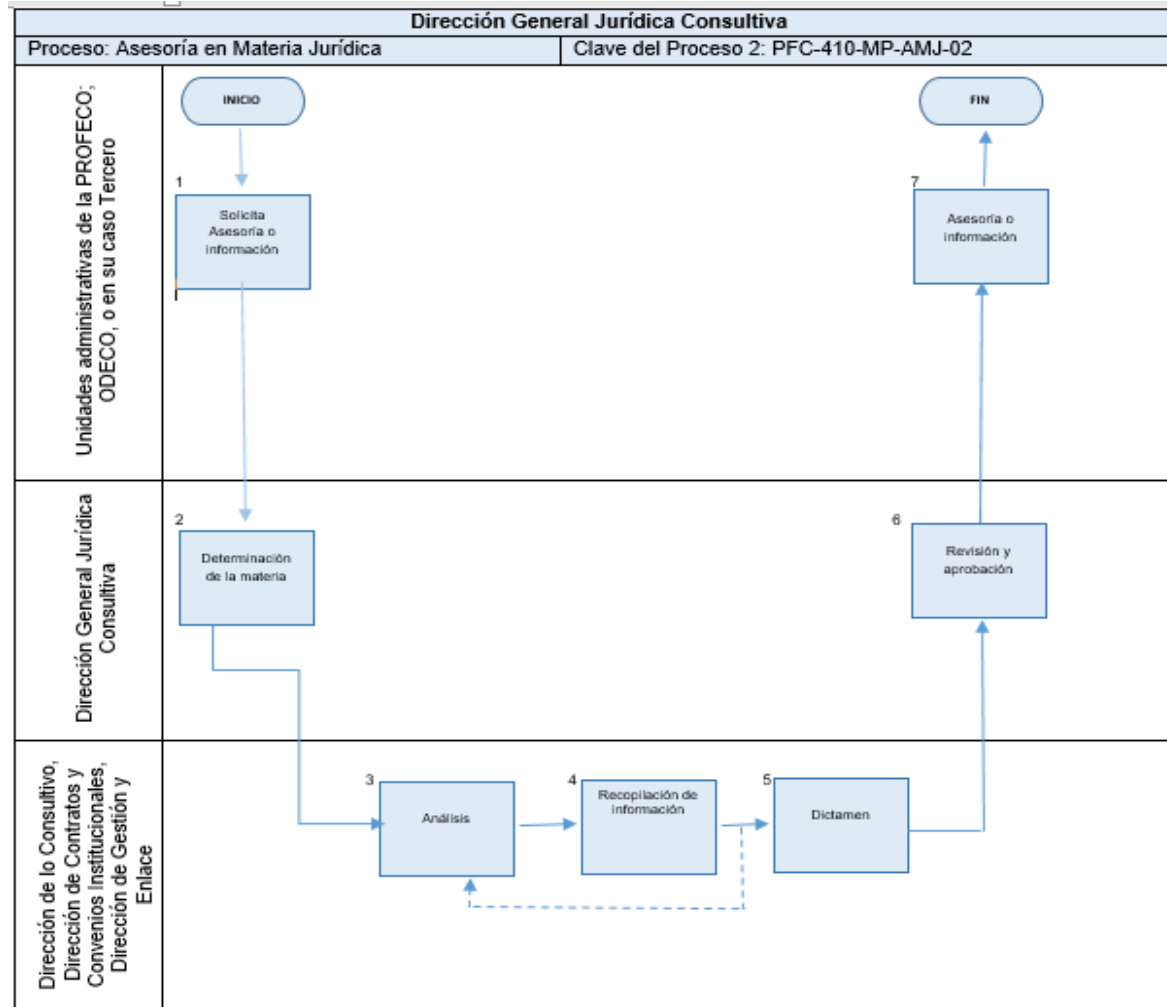 Dirección General Jurídica Consultiva
Proceso: Asesoría en Materia Jurídica
Clave del Proceso 2: PFC-410-MP-AMJ-02
Unidades administrativas de la PROFECO;
ODECO, o en su caso Tercero
INICIO
FIN
1
Solicita
Asesoría o
información
7
Asesoría o
información
Dirección General Jurídica
Consultiva
2
Determinación
de la materia
6
Revisión y
aprobación
Dirección de lo Consultivo,
Dirección de Contratos y
Convenios Institucionales,
Dirección de Gestión y
Enlace
3
Análisis
4
Recopilación de
información
5
Dictamen